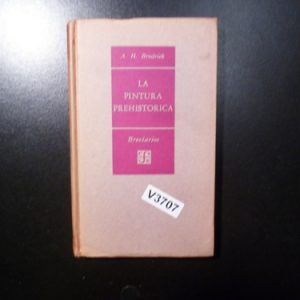 A. H. Brodrick
LA
PINTURA
PREHISTORICA
Breviarios
V3707